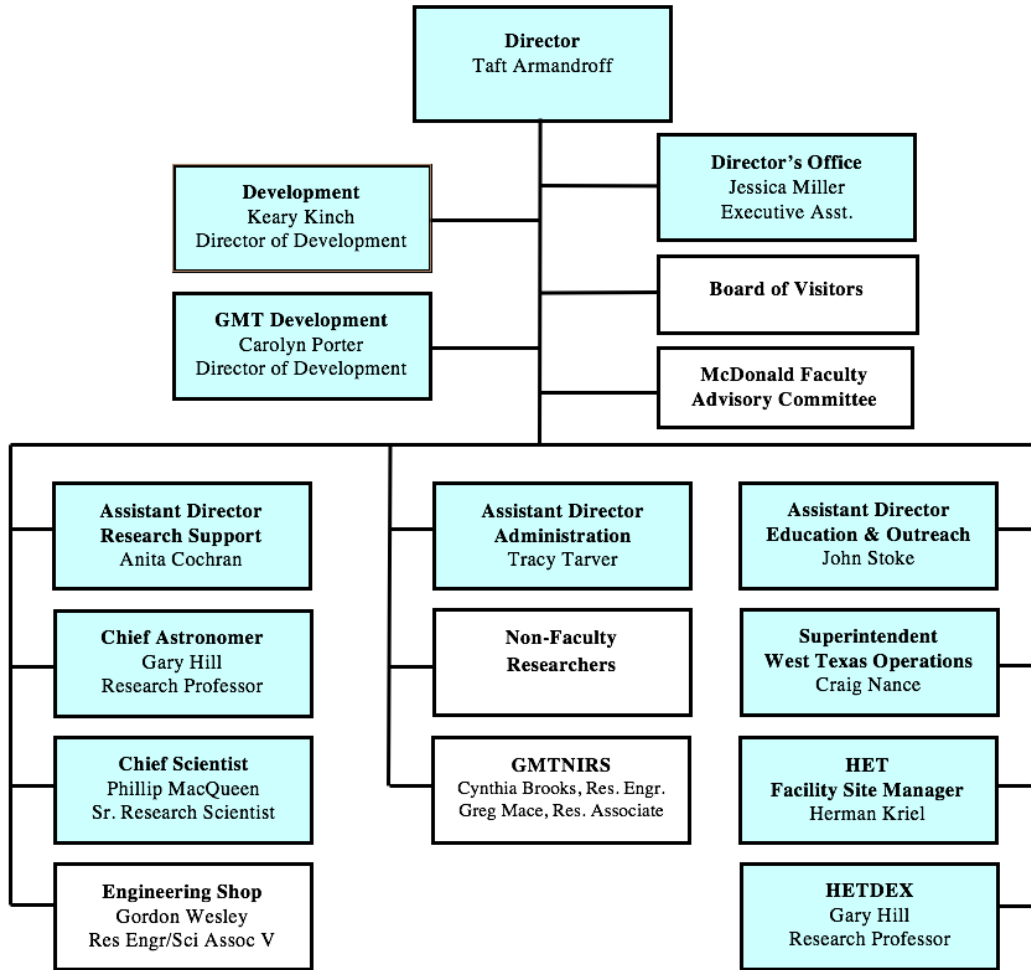 Director
Taft Armandroff
Director’s Office
Jessica Miller
Executive Asst.
Development
Keary Kinch
Director of Development
Board of Visitors
GMT Development
Carolyn Porter
Director of Development
McDonald Faculty
Advisory Committee
Assistant Director
Research Support
Anita Cochran
Chief Astronomer
Gary Hill
Research Professor
Chief Scientist
Phillip MacQueen
Sr. Research Scientist
Engineering Shop
Gordon Wesley
Res Engr/Sci Assoc V
Assistant Director
Administration
Tracy Tarver
Non-Faculty
Researchers
GMTNIRS
Cynthia Brooks, Res. Engr.
Greg Mace, Res. Associate
Assistant Director
Education & Outreach
John Stoke
Superintendent
West Texas Operations
Craig Nance
HET
Facility Site Manager
Herman Kriel
HETDEX
Gary Hill
Research Professor